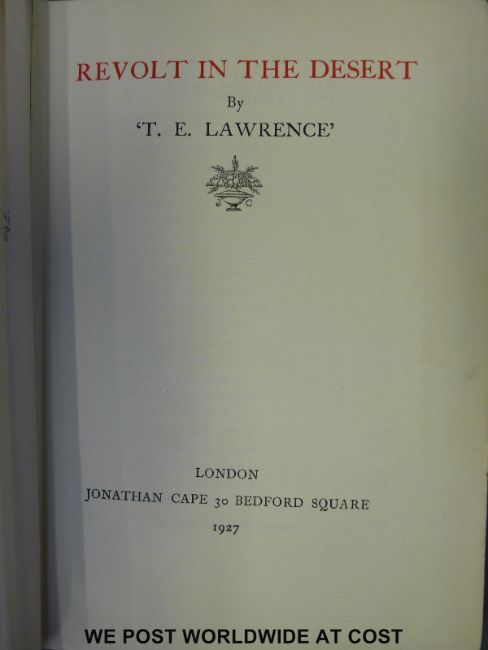 REVOLT IN THE DESERT
By
‘T. E. LAWRENCE’
J C
LONDON
JONATHAN CAPE 30 BEDFORD SQUARE
1927
WE POST WORLDWIDE AT COST